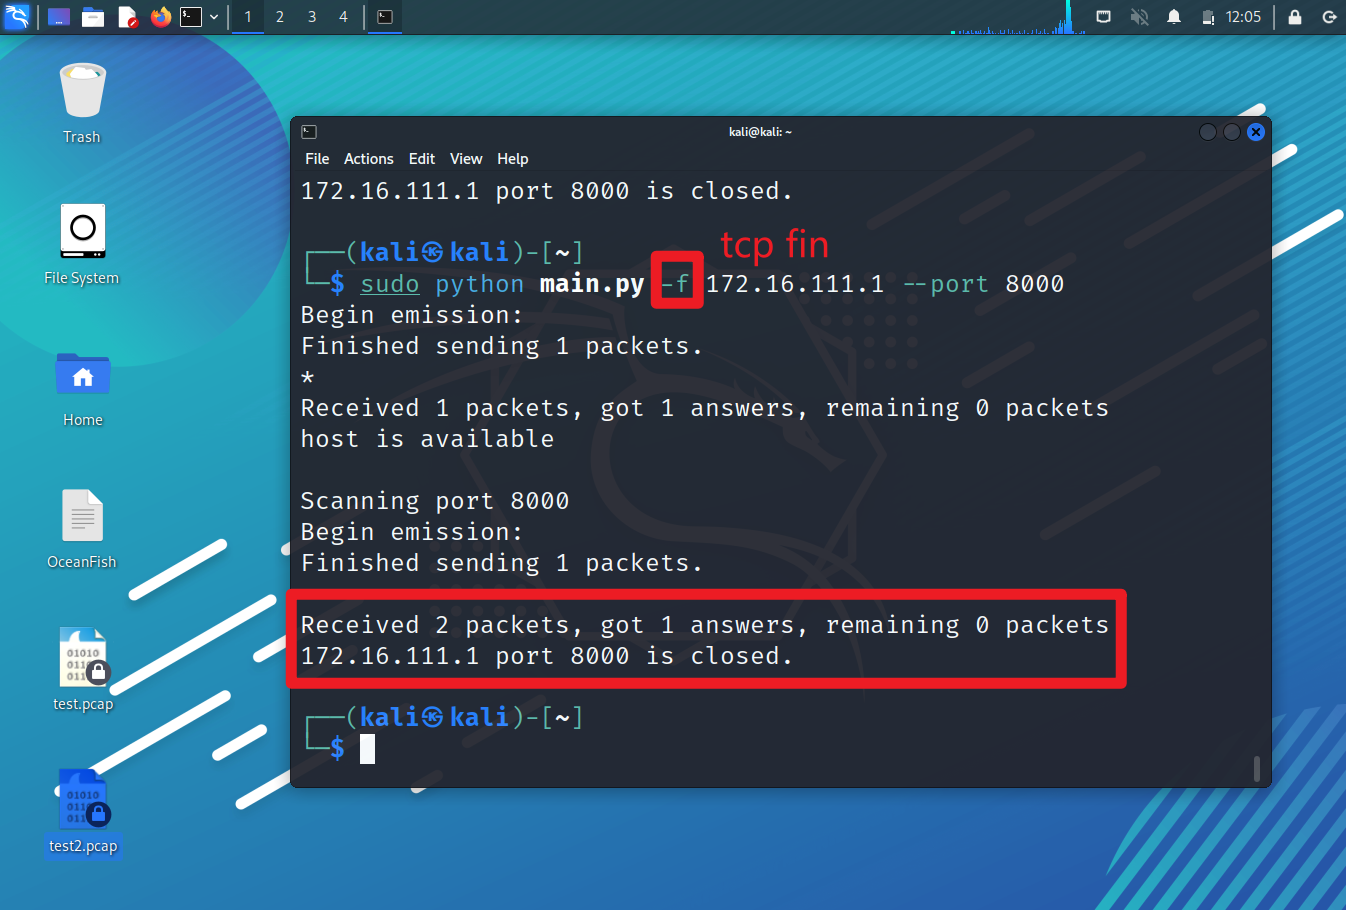 1 2 3 4 12:05
Trash
File System
Home
OceanFish
01010
test.pcap
01010
test2.pcap
kali@kali: ~
File Actions Edit View Help
172.16.111.1 port 8000 is closed.
tcp fin
┌──(kali㉿kali)-[~]
└─$ sudo python main.py -f 172.16.111.1 --port 8000
Begin emission:
Finished sending 1 packets.
*
Received 1 packets, got 1 answers, remaining 0 packets
host is available
Scanning port 8000
Begin emission:
Finished sending 1 packets.
Received 2 packets, got 1 answers, remaining 0 packets
172.16.111.1 port 8000 is closed.
┌──(kali㉿kali)-[~]
└─$